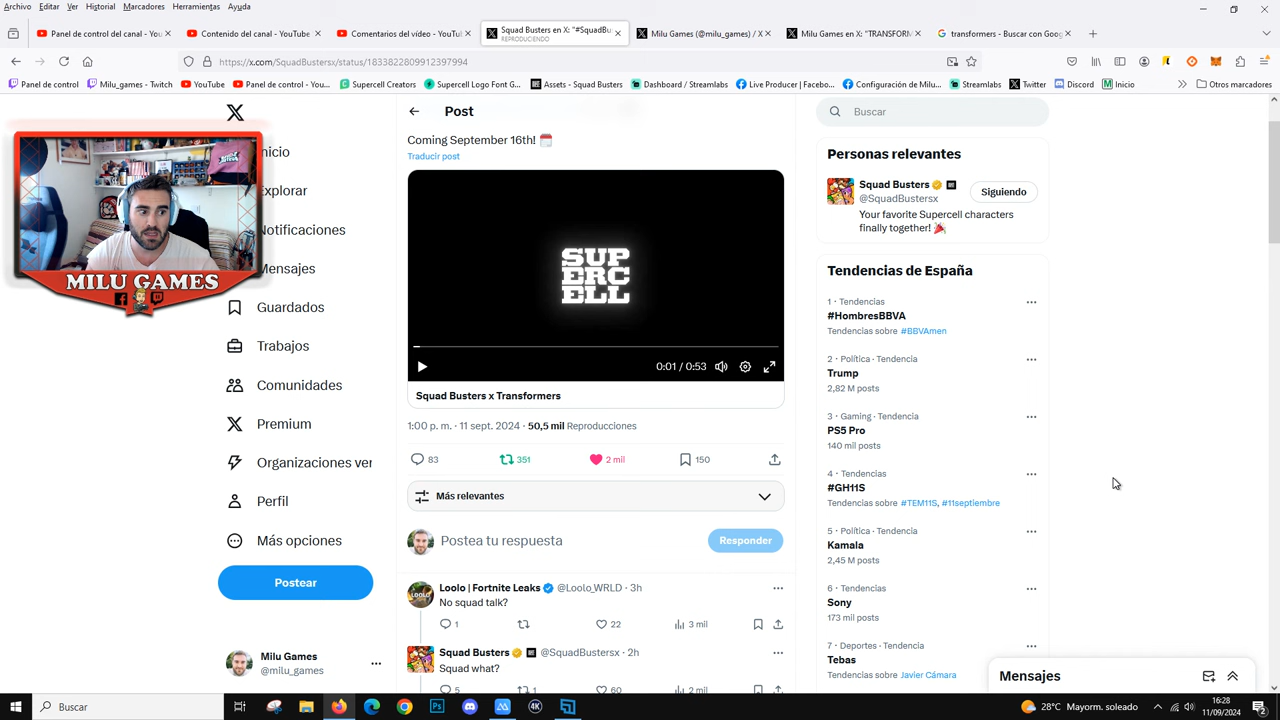 Archivo Editar Ver Historial Marcadores Herramientas Ayuda
Panel de control del canal - You
Contenido del canal - YouTube
Comentarios del vídeo - YouTu
Squad Busters en X: "#SquadBu
REPRODUCIENDO
Milu Games (@milu_games) / X
Milu Games en X: "TRANSFORM
transformers - Buscar con Goog
https://x.com/SquadBustersx/status/1833822809912397994
Panel de control
Milu_games - Twitch
YouTube
Panel de control - You...
Supercell Creators
Supercell Logo Font G...
Assets - Squad Busters
Dashboard / Streamlabs
Live Producer | Faceboo...
Configuración de Milu...
Streamlabs
Twitter
Discord
Inicio
Otros marcadores
Inicio
Explorar
Notificaciones
Mensajes
Guardados
Trabajos
Comunidades
Premium
Organizaciones ver
Perfil
Más opciones
Postear
Milu Games
@milu_games
MILU GAMES
Post
Coming September 16th!
Traducir post
SUP
ERC
ELL
0:01 / 0:53
Squad Busters x Transformers
1:00 p. m. · 11 sept. 2024 · 50,5 mil Reproducciones
83 351 2 mil 150
Más relevantes
Postea tu respuesta
Responder
Loolo | Fortnite Leaks @Loolo_WRLD · 3h
No squad talk?
1 22 3 mil
Squad Busters @SquadBustersx · 2h
Squad what?
5 1 60 2 mil
Buscar
Personas relevantes
Squad Busters
@SquadBustersx
Siguiendo
Your favorite Supercell characters
finally together!
Tendencias de España
1 · Tendencias
#HombresBBVA
Tendencias sobre #BBVAmen
2 · Política · Tendencia
Trump
2,82 M posts
3 · Gaming · Tendencia
PS5 Pro
140 mil posts
4 · Tendencias
#GH11S
Tendencias sobre #TEM11S, #11septiembre
5 · Política · Tendencia
Kamala
2,45 M posts
6 · Tendencias
Sony
173 mil posts
7 · Deportes · Tendencia
Tebas
Tendencias sobre Javier Cámara
Mensajes
Buscar
28°C Mayorm. soleado
16:28
11/09/2024